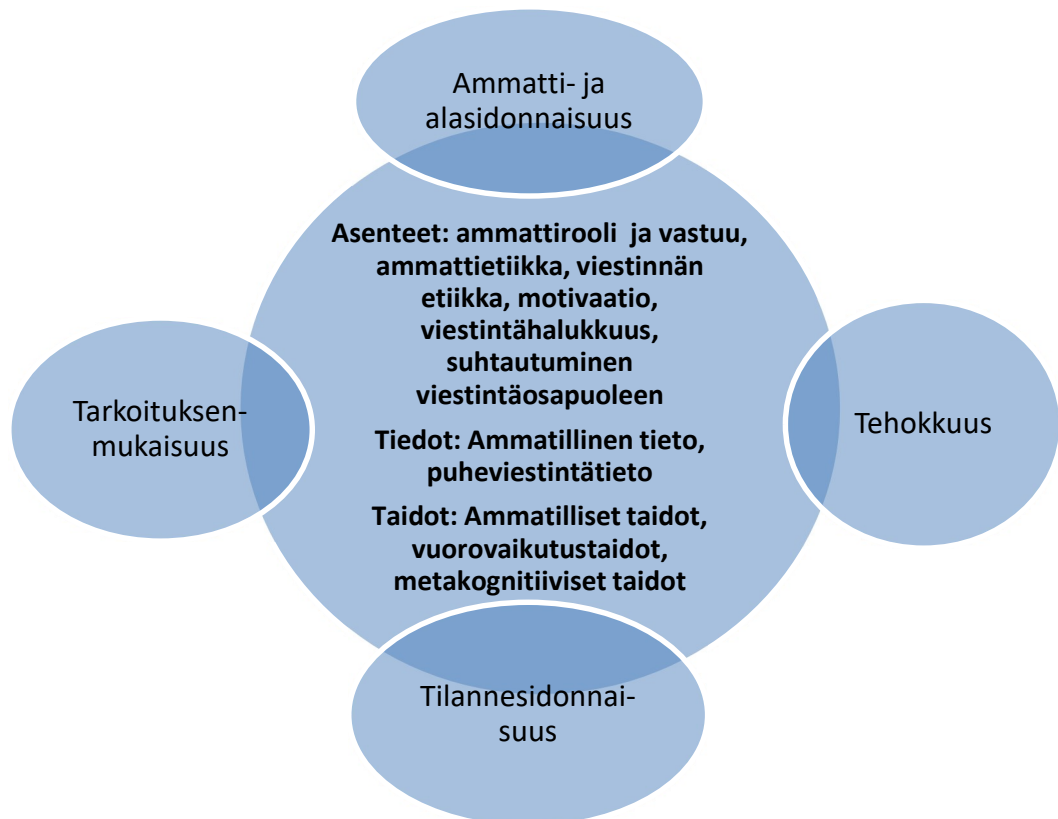 Ammatti- ja
alasidonnaisuus
Asenteet: ammattirooli ja vastuu,
ammattietiikka, viestinnän
etiikka, motivaatio,
viestintähalukkuus,
suhtautuminen
viestintäosapuoleen
Tarkoituksen-
mukaisuus
Tehokkuus
Tiedot: Ammatillinen tieto,
puheviestintätieto
Taidot: Ammatilliset taidot,
vuorovaikutustaidot,
metakognitiiviset taidot
Tilannesidonnai-
suus